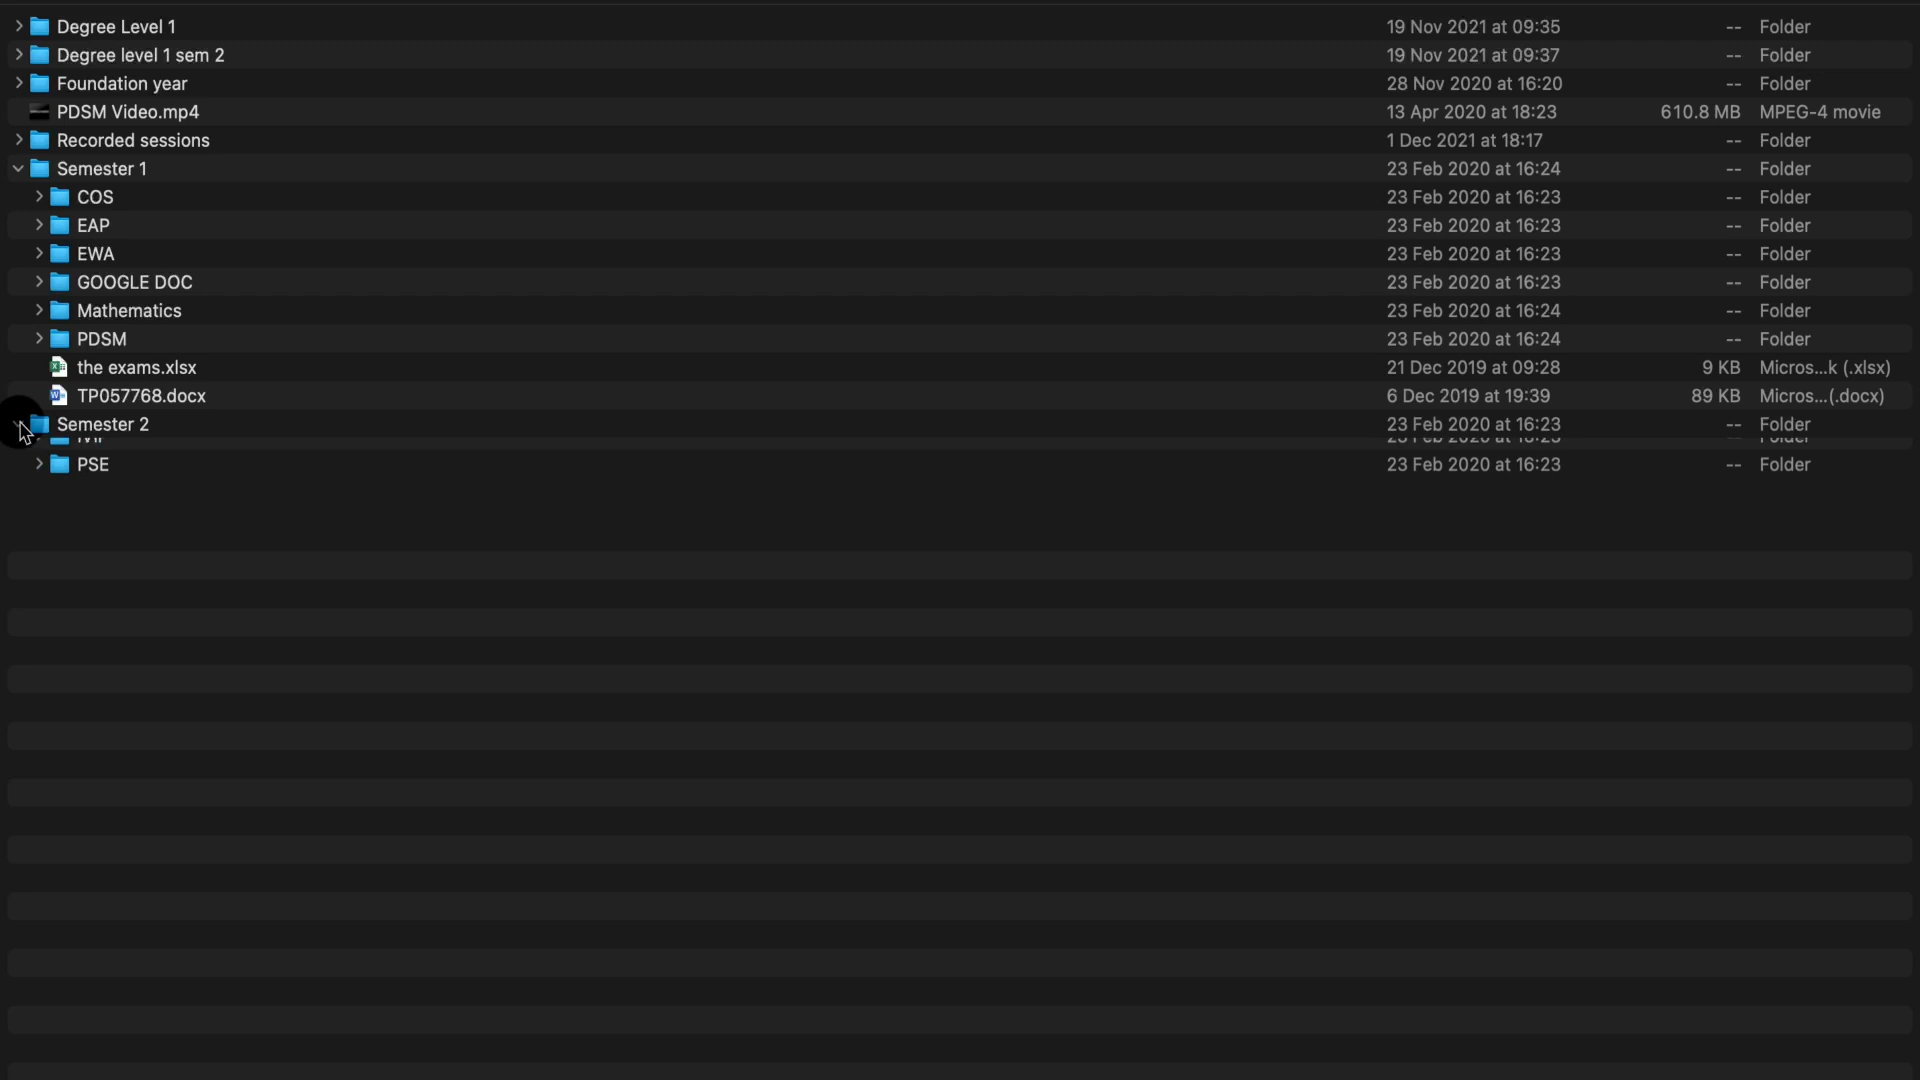 Degree Level 1 19 Nov 2021 at 09:35 -- Folder
Degree level 1 sem 2 19 Nov 2021 at 09:37 -- Folder
Foundation year 28 Nov 2020 at 16:20 -- Folder
PDSM Video.mp4 13 Apr 2020 at 18:23 610.8 MB MPEG-4 movie
Recorded sessions 1 Dec 2021 at 18:17 -- Folder
Semester 1 23 Feb 2020 at 16:24 -- Folder
COS 23 Feb 2020 at 16:23 -- Folder
EAP 23 Feb 2020 at 16:23 -- Folder
EWA 23 Feb 2020 at 16:23 -- Folder
GOOGLE DOC 23 Feb 2020 at 16:23 -- Folder
Mathematics 23 Feb 2020 at 16:24 -- Folder
PDSM 23 Feb 2020 at 16:24 -- Folder
the exams.xlsx 21 Dec 2019 at 09:28 9 KB Micros...k (.xlsx)
TP057768.docx 6 Dec 2019 at 19:39 89 KB Micros...(.docx)
Semester 2 23 Feb 2020 at 16:23 -- Folder
PSE 23 Feb 2020 at 16:23 -- Folder